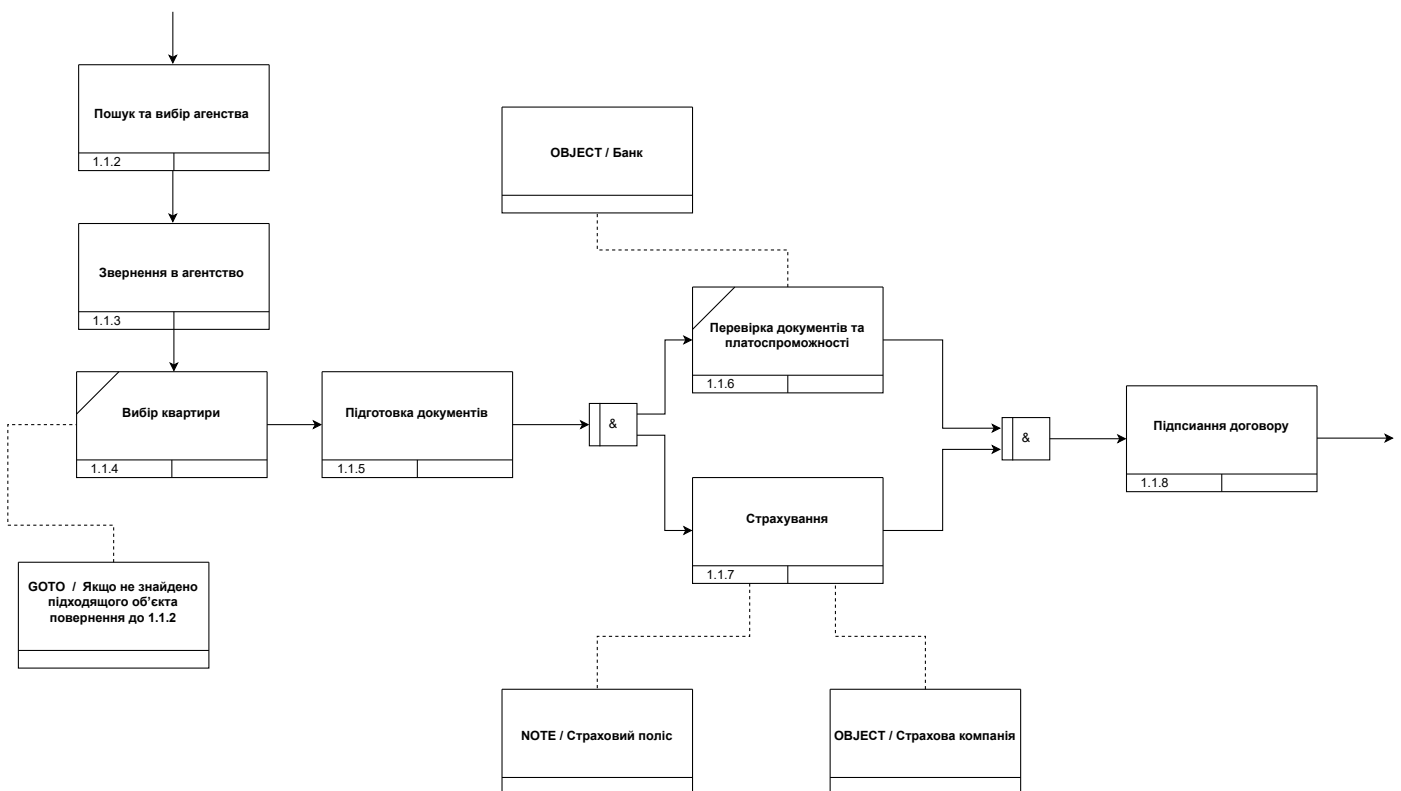 Пошук та вибір агенства
1.1.2
OBJECT / Банк
Звернення в агентство
1.1.3
Перевірка документів та
платоспроможності
1.1.6
Вибір квартири
1.1.4
Підготовка документів
1.1.5
&
&
Підпсиання договору
1.1.8
Страхування
1.1.7
GOTO / Якщо не знайдено
підходящого об’єкта
повернення до 1.1.2
NOTE / Страховий поліс
OBJECT / Страхова компанія